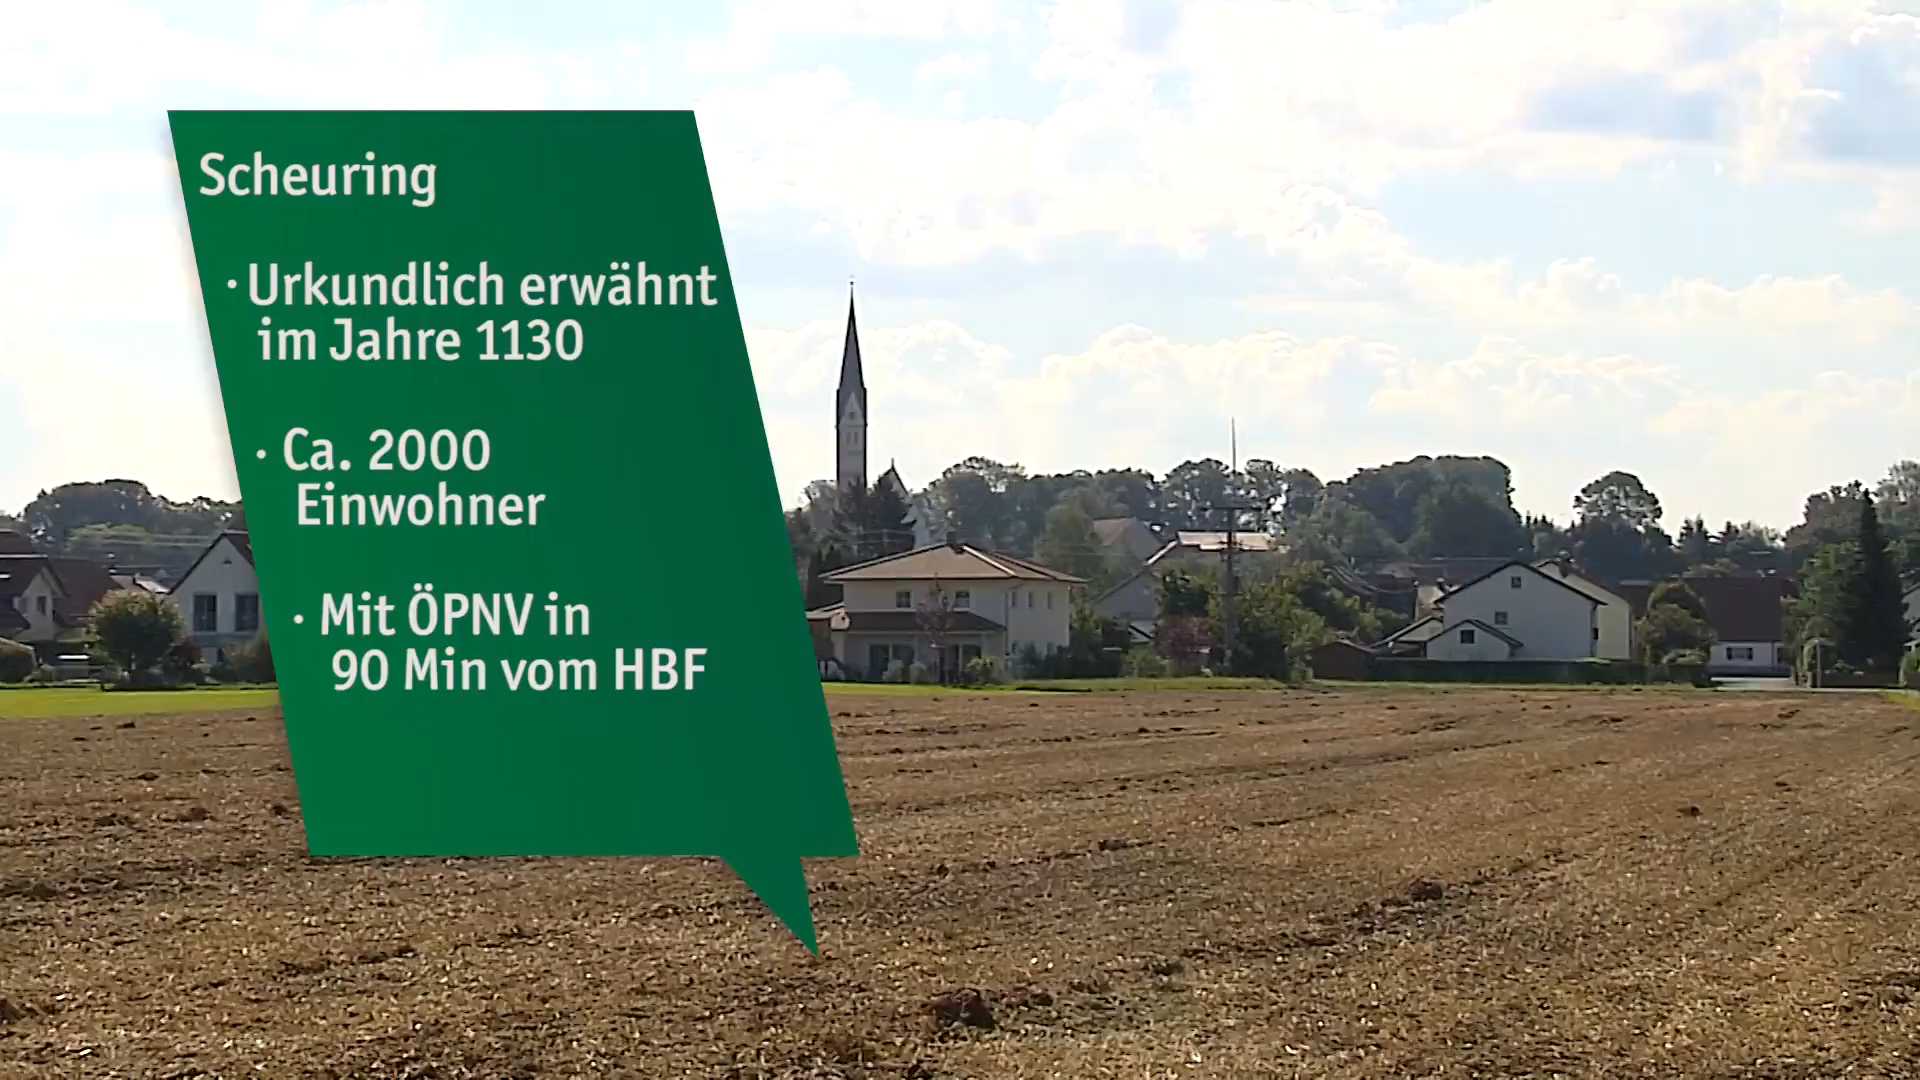 Scheuring
· Urkundlich erwähnt
im Jahre 1130
· Ca. 2000
Einwohner
· Mit ÖPNV in
90 Min vom HBF